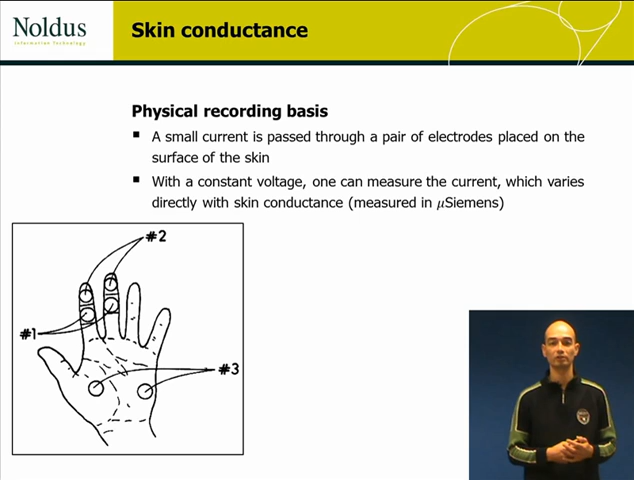 Noldus
Information Technology
Skin conductance
Physical recording basis
A small current is passed through a pair of electrodes placed on the
surface of the skin
With a constant voltage, one can measure the current, which varies
directly with skin conductance (measured in μSiemens)
#2
#1
#3